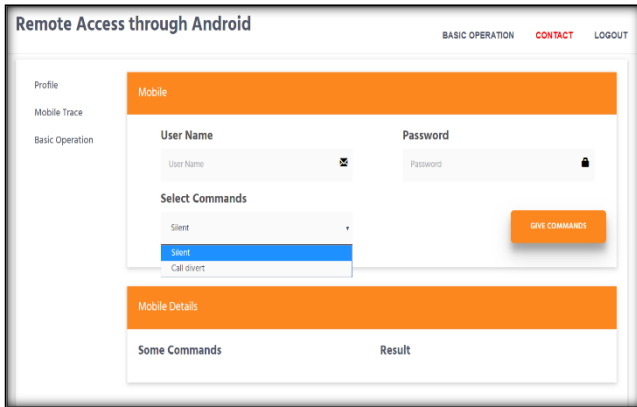 Remote Access through Android
BASIC OPERATION CONTACT LOGOUT
Profile
Mobile Trace
Basic Operation
Mobile
User Name Password
User Name Password
Select Commands
Silent
GIVE COMMANDS
Silent
Call divert
Mobile Details
Some Commands Result